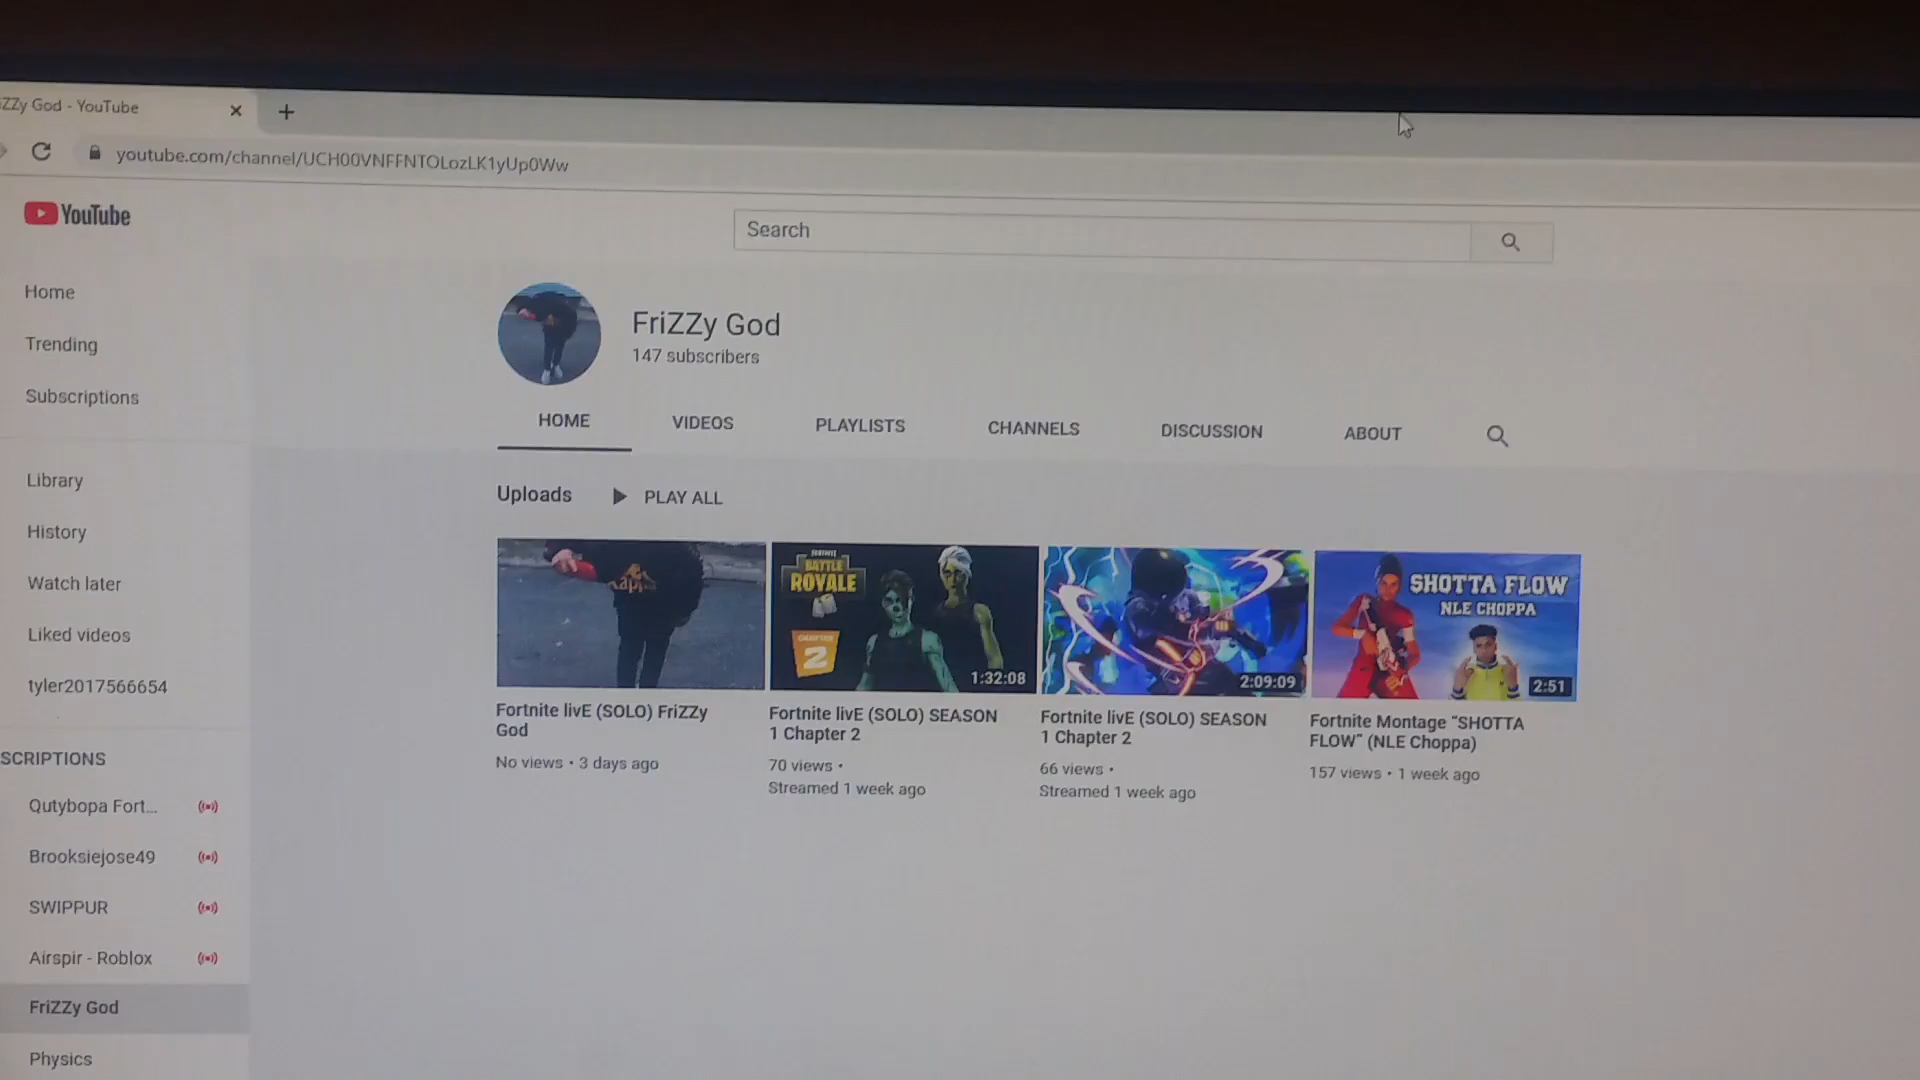 ZZy God - YouTube
youtube.com/channel/UCH00VNFFNTOLozLK1yUp0Ww
YouTube
Search
Home
Trending
Subscriptions
Library
History
Watch later
Liked videos
tyler2017566654
SCRIPTIONS
Qutybopa Fort...
Brooksiejose49
SWIPPUR
Airspir - Roblox
FriZZy God
Physics
FriZZy God
147 subscribers
HOME VIDEOS PLAYLISTS CHANNELS DISCUSSION ABOUT
Uploads PLAY ALL
Kappa
Fortnite livE (SOLO) FriZZy
God
No views • 3 days ago
FORTNITE
BATTLE
ROYALE
CHAPTER
2
1:32:08
Fortnite livE (SOLO) SEASON
1 Chapter 2
70 views •
Streamed 1 week ago
2:09:09
Fortnite livE (SOLO) SEASON
1 Chapter 2
66 views •
Streamed 1 week ago
SHOTTA FLOW
NLE CHOPPA
2:51
Fortnite Montage “SHOTTA
FLOW” (NLE Choppa)
157 views • 1 week ago